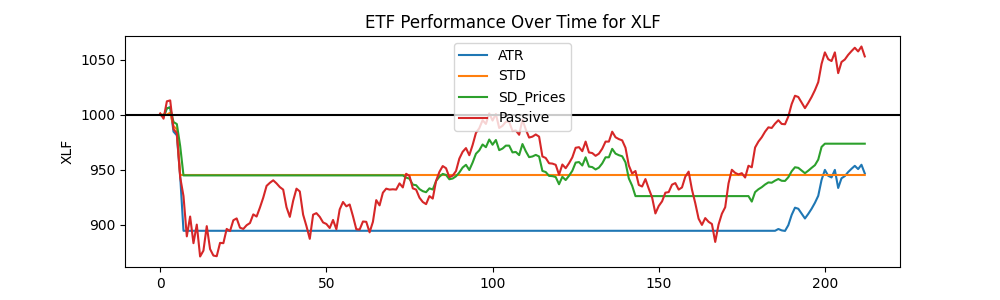 ETF Performance Over Time for XLF
XLF
1050
1000
950
900
ATR
STD
SD_Prices
Passive
0
50
100
150
200